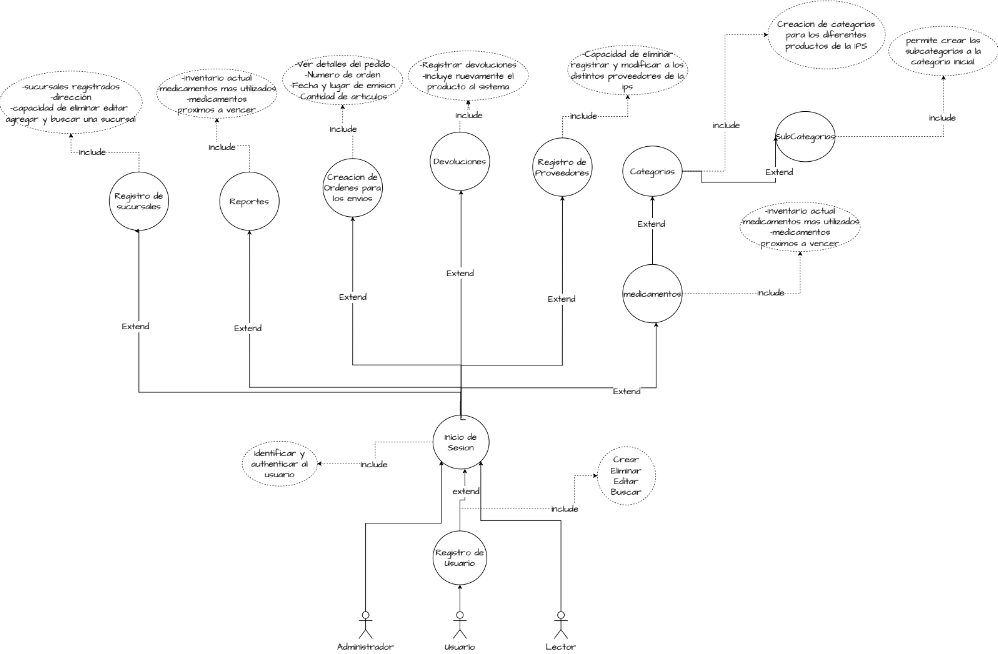 Creacion de categorias
para los diferentes
productos de la IPS
permite crear las
subcategorias a la
categoria inicial
-Ver detalles del pedido
-Numero de orden
-Fecha y lugar de emision
-Cantidad de articulos
-Registrar devoluciones
-Incluye nuevamente el
producto al sistema
-Capacidad de eliminar
registrar y modificar a los
distintos proveedores de la
ips
-sucursales registrados
-dirección
-capacidad de eliminar editar
agregar y buscar una sucursal
-inventario actual
medicamentos mas utilizados
-medicamentos
proximos a vencer
include
include
include
include
include
include
include
SubCategorias
Devoluciones
Registro de
Proveedores
Categorias
Extend
Registro de
sucursales
Reportes
Creacion de
Ordenes para
los envios
-inventario actual
medicamentos mas utilizados
-medicamentos
proximos a vencer
Extend
Extend
medicamentos
include
Extend
Extend
Extend
Extend
Extend
Inicio de
Sesion
Identificar y
authenticar al
usuario
include
Crear
Eliminar
Editar
Buscar
extend
include
Registro de
Usuario
Administrador
Usuario
Lector
Extend